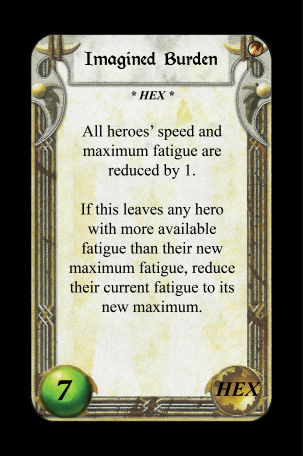 Imagined Burden
* HEX *
All heroes' speed and
maximum fatigue are
reduced by 1.
If this leaves any hero
with more available
fatigue than their new
maximum fatigue, reduce
their current fatigue to its
new maximum.
7
HEX